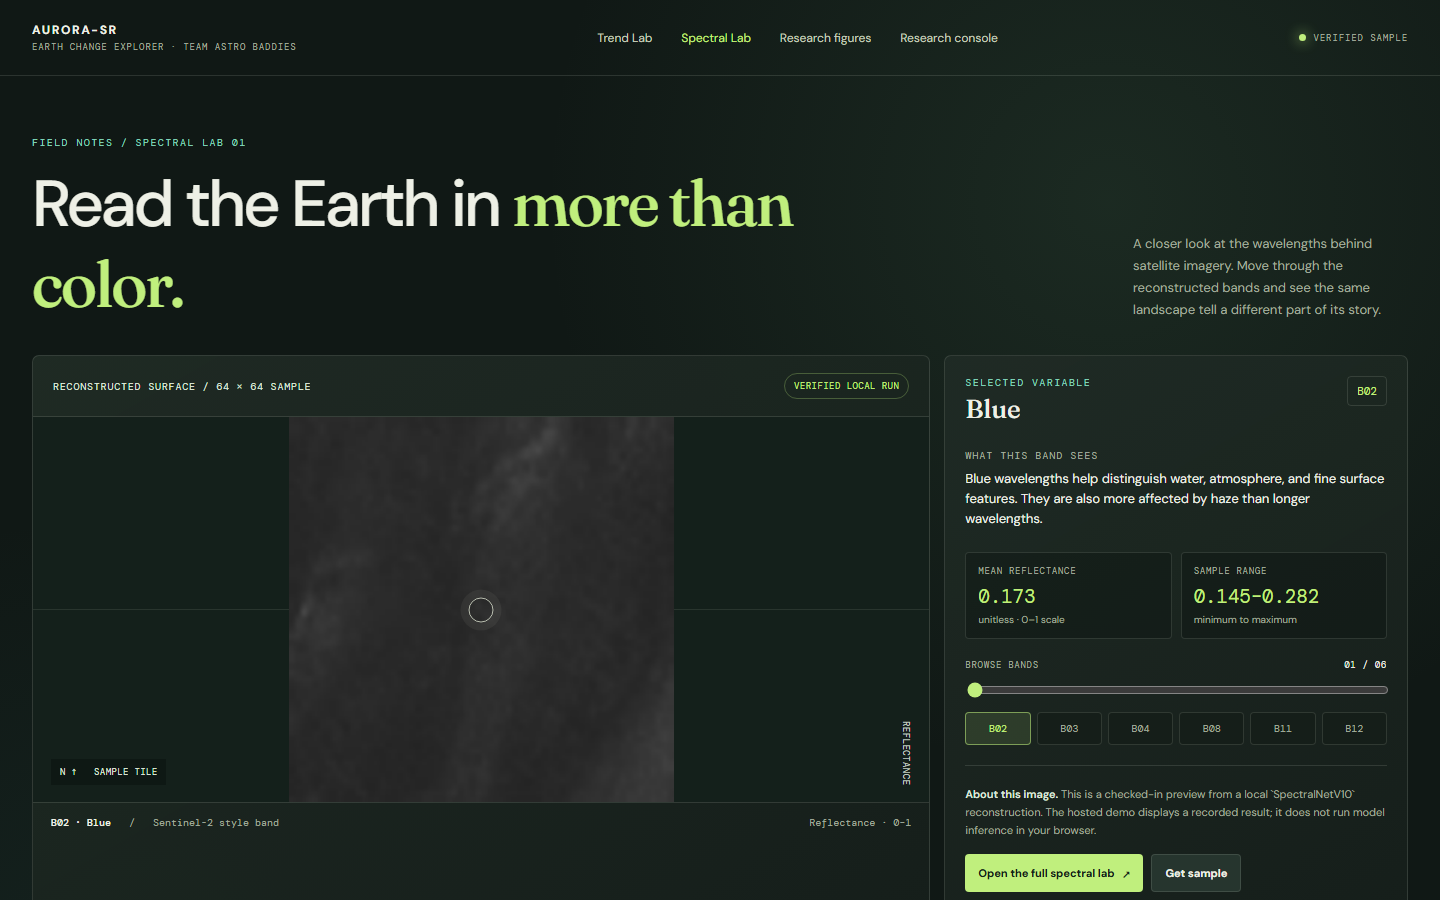 AURORA-SR
EARTH CHANGE EXPLORER · TEAM ASTRO BADDIES
Trend Lab
Spectral Lab
Research figures
Research console
VERIFIED SAMPLE
FIELD NOTES / SPECTRAL LAB 01
Read the Earth in more than
color.
A closer look at the wavelengths behind
satellite imagery. Move through the
reconstructed bands and see the same
landscape tell a different part of its story.
RECONSTRUCTED SURFACE / 64 × 64 SAMPLE
VERIFIED LOCAL RUN
N ↑ SAMPLE TILE
REFLECTANCE
B02 · Blue / Sentinel-2 style band
Reflectance · 0–1
SELECTED VARIABLE
Blue
B02
WHAT THIS BAND SEES
Blue wavelengths help distinguish water, atmosphere, and fine surface
features. They are also more affected by haze than longer
wavelengths.
MEAN REFLECTANCE
0.173
unitless · 0–1 scale
SAMPLE RANGE
0.145–0.282
minimum to maximum
BROWSE BANDS
01 / 06
B02
B03
B04
B08
B11
B12
About this image. This is a checked-in preview from a local `SpectralNetV10`
reconstruction. The hosted demo displays a recorded result; it does not run model
inference in your browser.
Open the full spectral lab ↗
Get sample